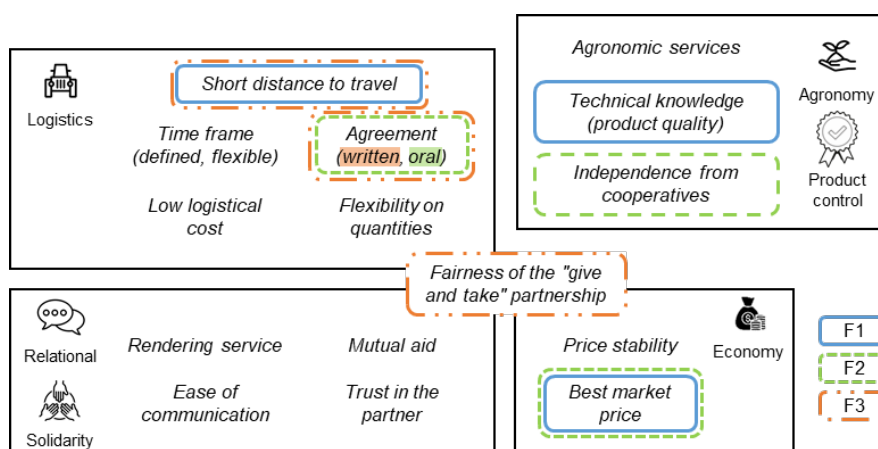 Logistics
Short distance to travel
Time frame
(defined, flexible)
Agreement
(written, oral)
Low logistical
cost
Flexibility on
quantities
Agronomic services
Technical knowledge
(product quality)
Independence from
cooperatives
Agronomy
Product
control
Fairness of the "give
and take" partnership
Relational
Rendering service
Mutual aid
Ease of
communication
Trust in the
partner
Solidarity
Price stability
Economy
Best market
price
F1
F2
F3